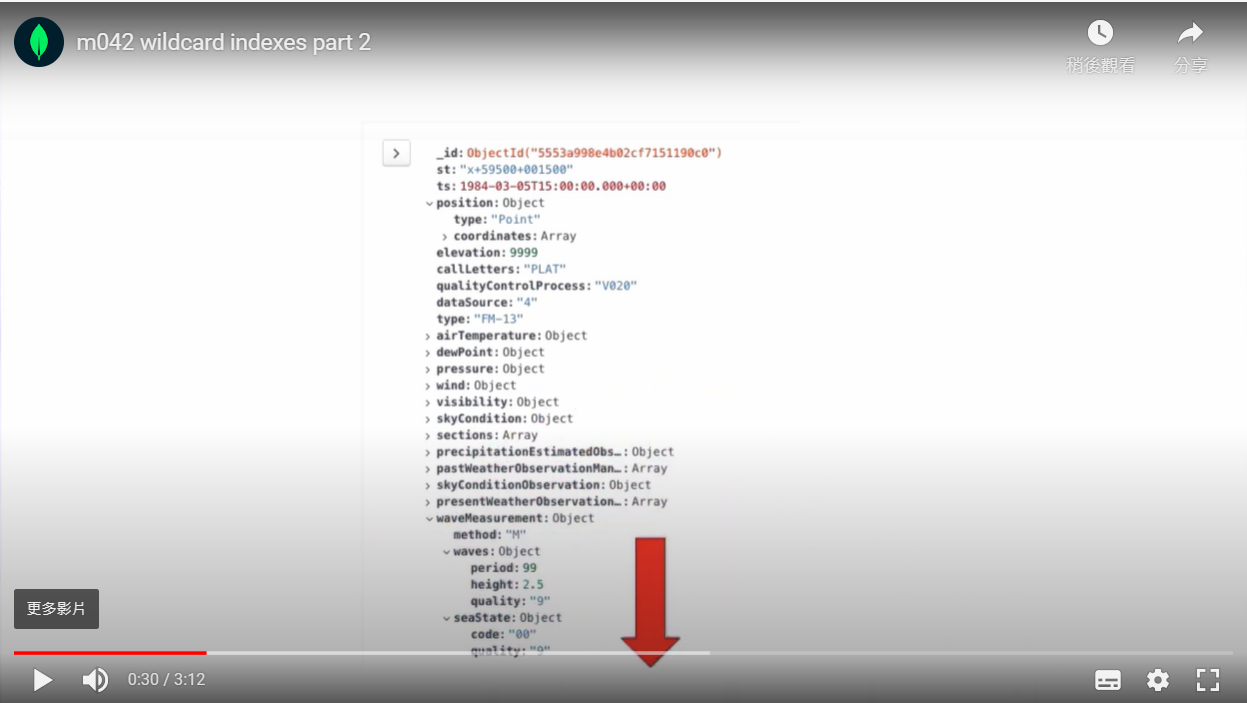 m042 wildcard indexes part 2
稍後觀看
分享
_id: ObjectId("5553a998e4b02cf7151190c0")
st: "x+59500+001500"
ts: 1984-03-05T15:00:00.000+00:00
position: Object
type: "Point"
coordinates: Array
elevation: 9999
callLetters: "PLAT"
qualityControlProcess: "V020"
dataSource: "4"
type: "FM-13"
airTemperature: Object
dewPoint: Object
pressure: Object
wind: Object
visibility: Object
skyCondition: Object
sections: Array
precipitationEstimatedObs…: Object
pastWeatherObservationMan…: Array
skyConditionObservation: Object
presentWeatherObservation…: Array
waveMeasurement: Object
method: "M"
waves: Object
period: 99
height: 2.5
quality: "9"
seaState: Object
code: "00"
quality: "9"
更多影片
0:30 / 3:12